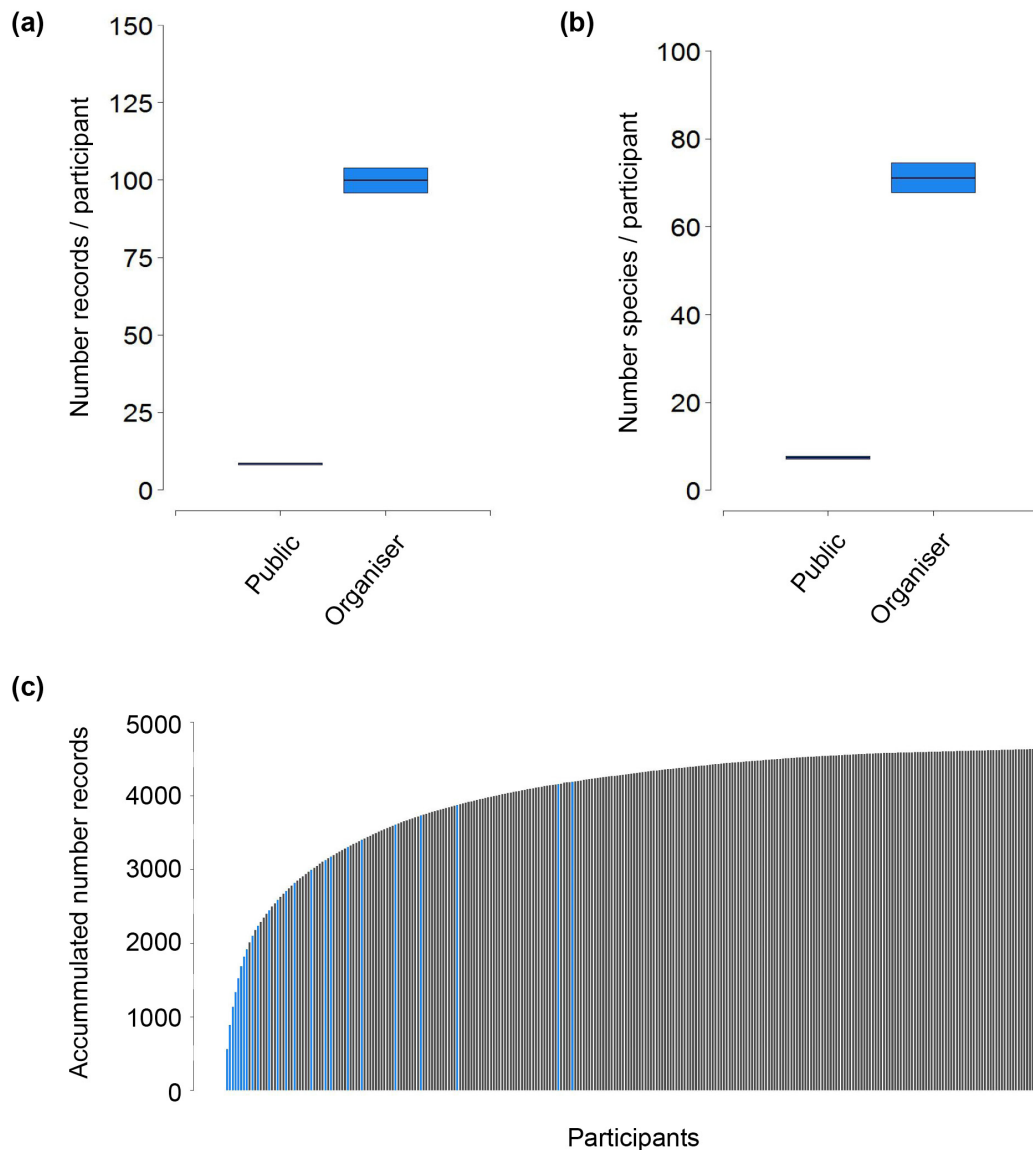 (a)
Number records / participant
150
125
100
75
50
25
0
Public
Organiser
(b)
Number species / participant
100
80
60
40
20
0
Public
Organiser
(c)
Accummulated number records
5000
4000
3000
2000
1000
0
Participants